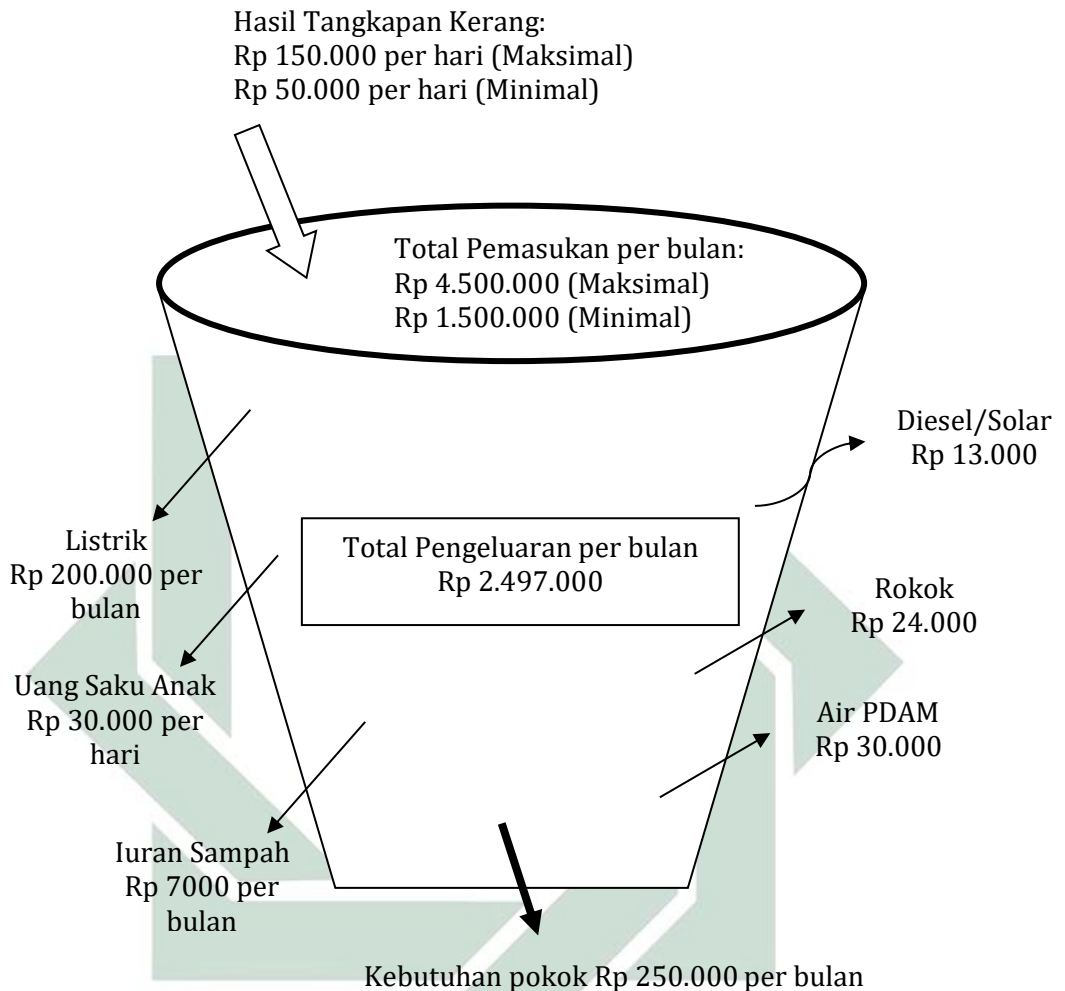 Hasil Tangkapan Kerang:
Rp 150.000 per hari (Maksimal)
Rp 50.000 per hari (Minimal)
Total Pemasukan per bulan:
Rp 4.500.000 (Maksimal)
Rp 1.500.000 (Minimal)
Diesel/Solar
Rp 13.000
Listrik
Rp 200.000 per
bulan
Total Pengeluaran per bulan
Rp 2.497.000
Rokok
Rp 24.000
Uang Saku Anak
Rp 30.000 per
hari
Air PDAM
Rp 30.000
Iuran Sampah
Rp 7000 per
bulan
Kebutuhan pokok Rp 250.000 per bulan